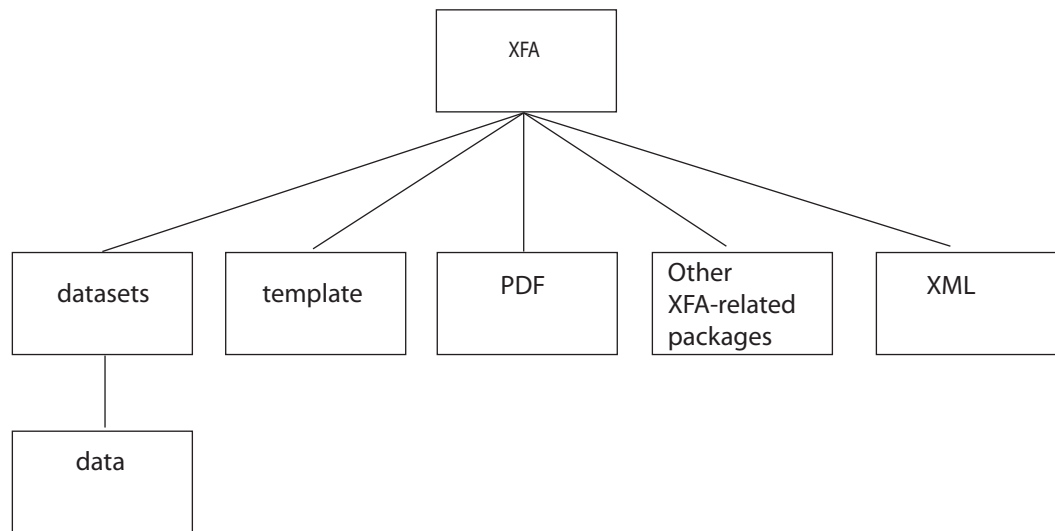 XFA
datasets
template
PDF
Other
XFA-related
packages
XML
data